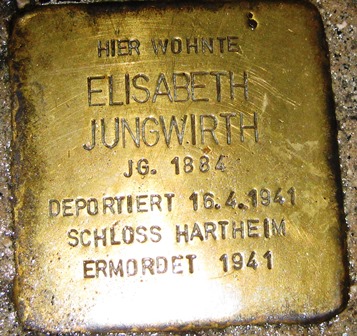 HIER WOHNTE
ELISABETH
JUNGWIRTH
JG. 1884
DEPORTIERT 16.4.1941
SCHLOSS HARTHEIM
ERMORDET 1941